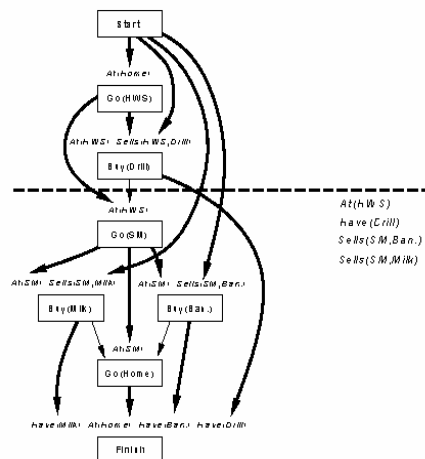 Start
At(Home)
Go(HWS)
At(HWS) Sells(HWS,Drill)
Buy(Drill)
At(HWS)
At(HWS)
Have(Drill)
Sells(SM,Ban.)
Sells(SM,Milk)
Go(SM)
At(SM) Sells(SM,Milk) At(SM) Sells(SM,Ban.)
Buy(Milk) Buy(Ban.)
At(SM)
Go(Home)
Have(Milk) At(Home) Have(Ban.) Have(Drill)
Finish